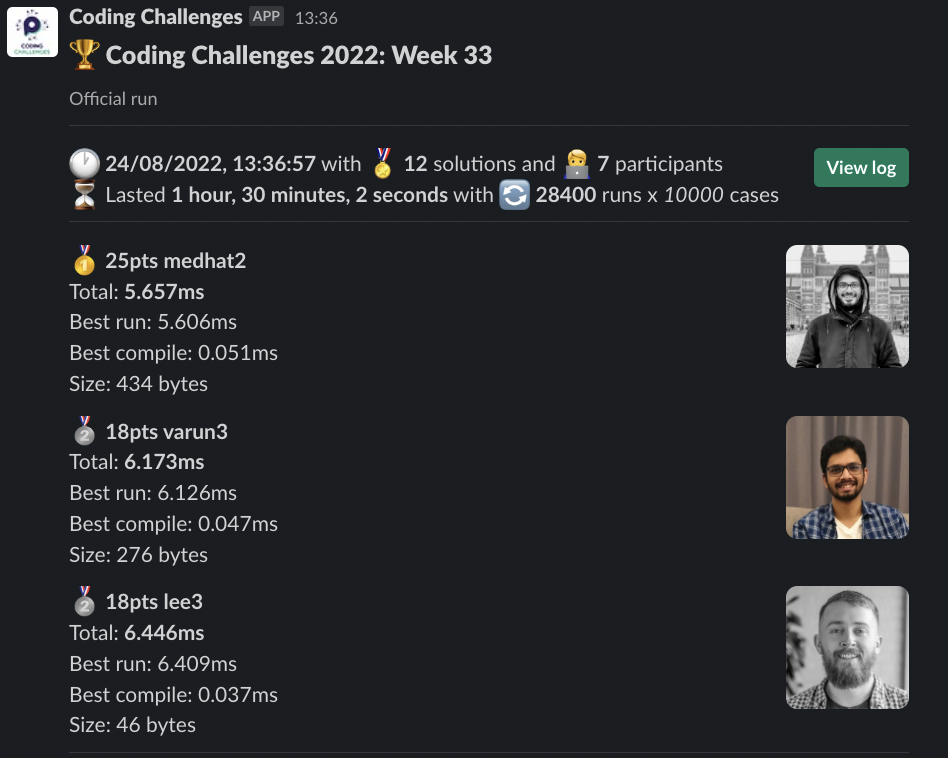 Coding Challenges APP 13:36
CODING
CHALLENGES
Coding Challenges 2022: Week 33
Official run
24/08/2022, 13:36:57 with 12 solutions and 7 participants
View log
Lasted 1 hour, 30 minutes, 2 seconds with 28400 runs x 10000 cases
1 25pts medhat2
Total: 5.657ms
Best run: 5.606ms
Best compile: 0.051ms
Size: 434 bytes
2 18pts varun3
Total: 6.173ms
Best run: 6.126ms
Best compile: 0.047ms
Size: 276 bytes
2 18pts lee3
Total: 6.446ms
Best run: 6.409ms
Best compile: 0.037ms
Size: 46 bytes